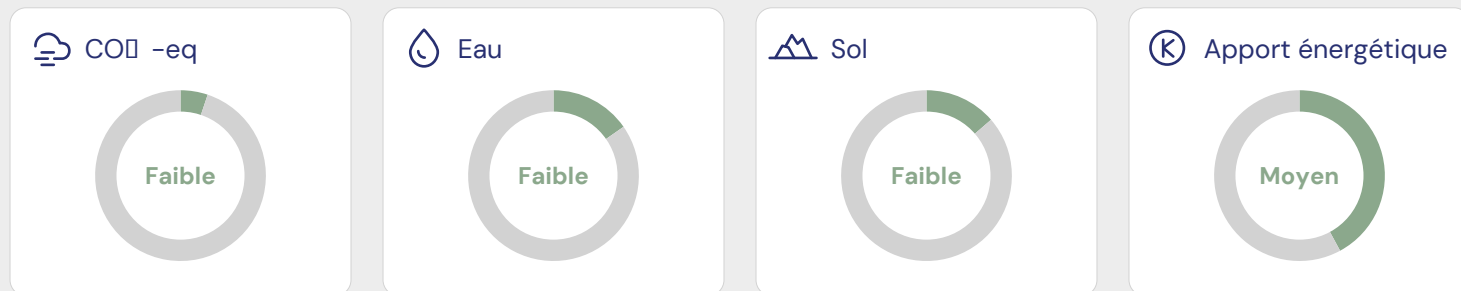 CO▯ -eq
Faible
Eau
Faible
Sol
Faible
Apport énergétique
Moyen